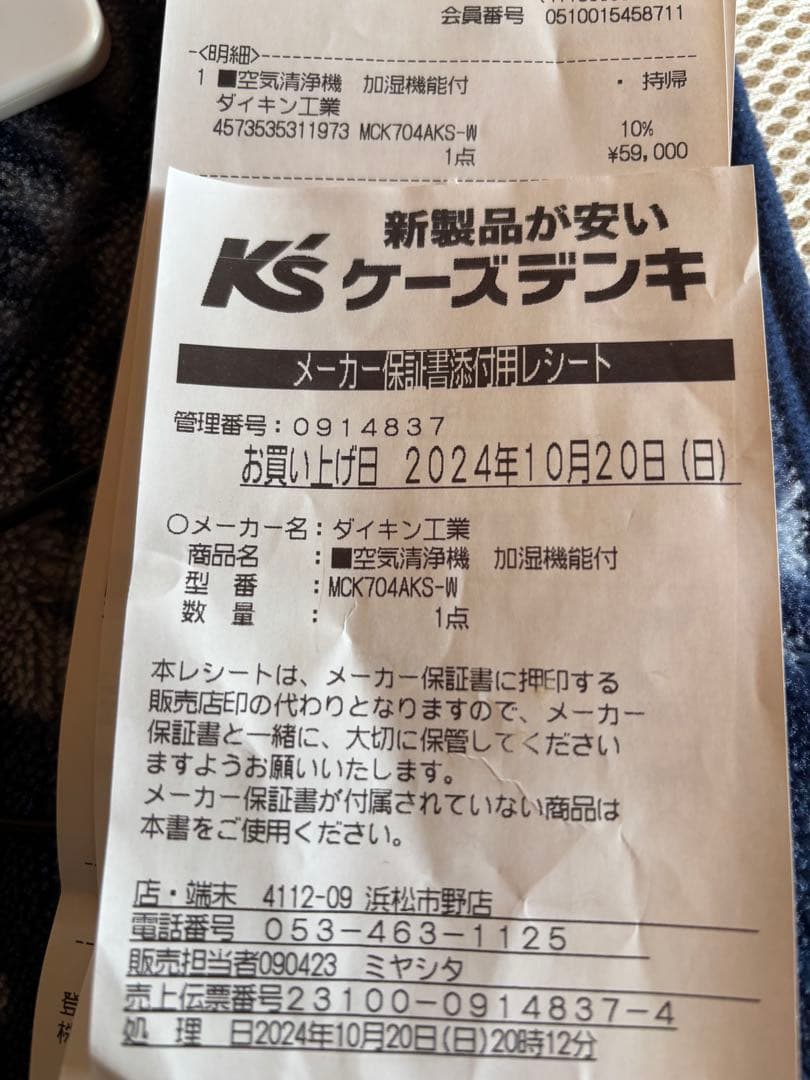 会員番号 0510015458711
-<明細>-
1 ■空気清浄機 加湿機能付 ・ 持帰
ダイキン工業
4573535311973 MCK704AKS-W 10%
1点 ¥59,000
新製品が安い
K's ケーズデンキ
メーカー保証書添付用レシート
管理番号:0914837
お買い上げ日 2024年10月20日(日)
○メーカー名:ダイキン工業
商品名 :■空気清浄機 加湿機能付
型 番 :MCK704AKS-W
数 量 : 1点
本レシートは、メーカー保証書に押印する
販売店印の代わりとなりますので、メーカー
保証書と一緒に、大切に保管してください
ますようお願いいたします。
メーカー保証書が付属されていない商品は
本書をご使用ください。
店・端末 4112-09 浜松市野店
電話番号 053-463-1125
販売担当者090423 ミヤシタ
売上伝票番号23100-0914837-4
処 理 日2024年10月20日(日)20時12分
登